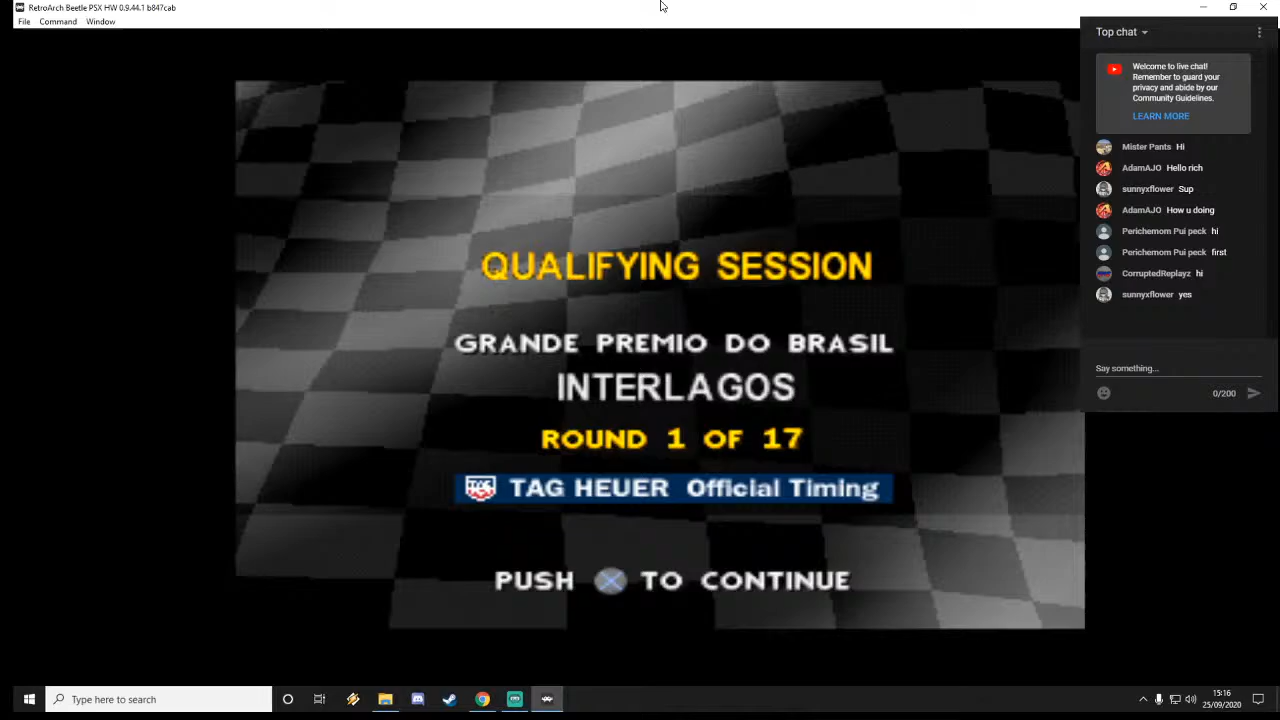 RetroArch Beetle PSX HW 0.9.44.1 b84?cab
File Command Window
Top chat
Welcome to live chat!
Remember to guard your
privacy and abide by our
Community Guidelines.
LEARN MORE
Mister Pants Hi
AdamAJO Hello rich
sunnyxflower Sup
AdamAJO How u doing
Perichemom Pui peck hi
Perichemom Pui peck first
CorruptedReplayz hi
sunnyxflower yes
Say something...
0/200
QUALIFYING SESSION
GRANDE PREMIO DO BRASIL
INTERLAGOS
ROUND 1 OF 17
TAG HEUER Official Timing
PUSH TO CONTINUE
Type here to search
15:16
25/09/2020